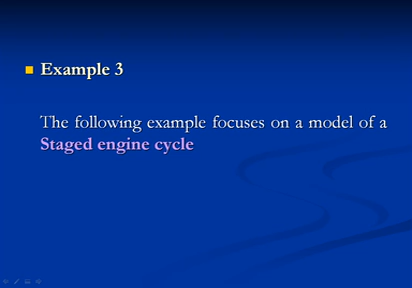 Example 3
The following example focuses on a model of a
Staged engine cycle